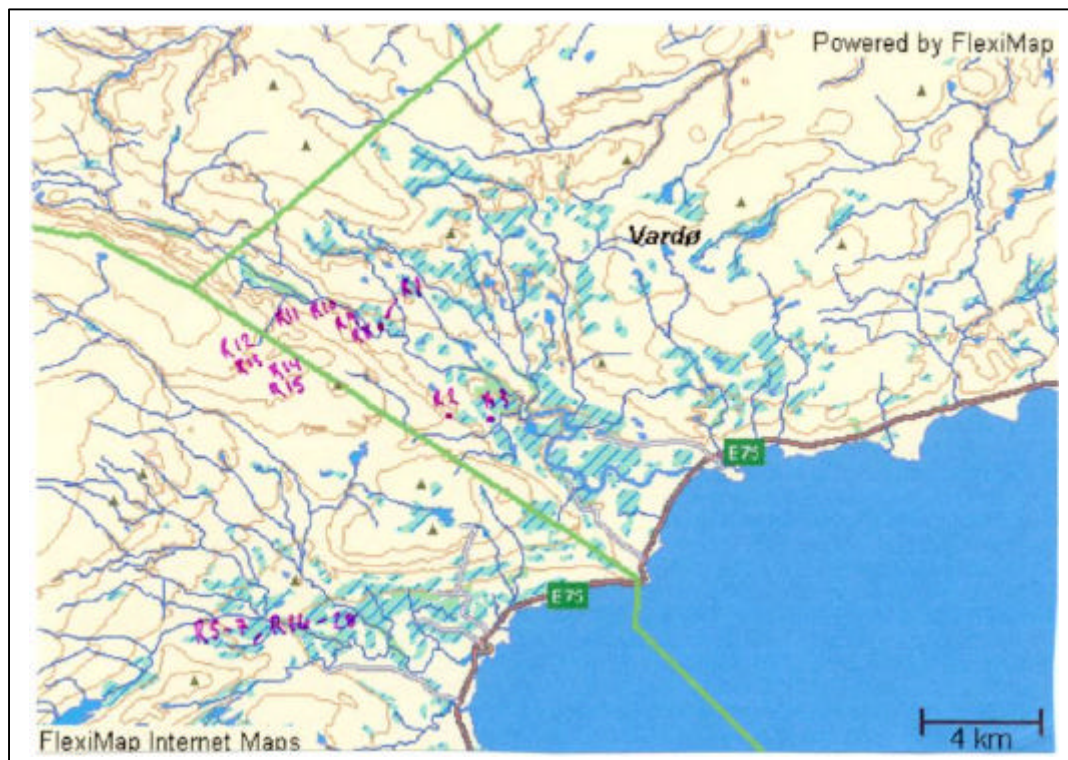 Powered by FlexiMap
Vardø
R1
R11 R10
R9
R8
R12
R13 R14
R15
R2 R3
E75
E75
R5-7 R16-20
FlexiMap Internet Maps
4 km